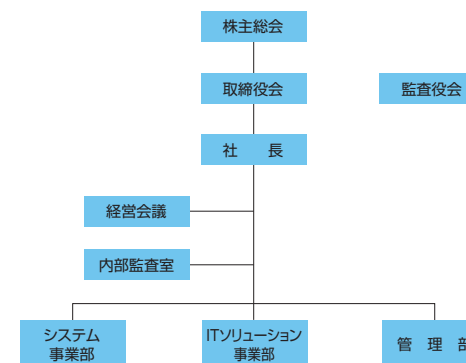 株主総会
取締役会
監査役会
社　長
経営会議
内部監査室
システム
事業部
ITソリューション
事業部
管　理　部